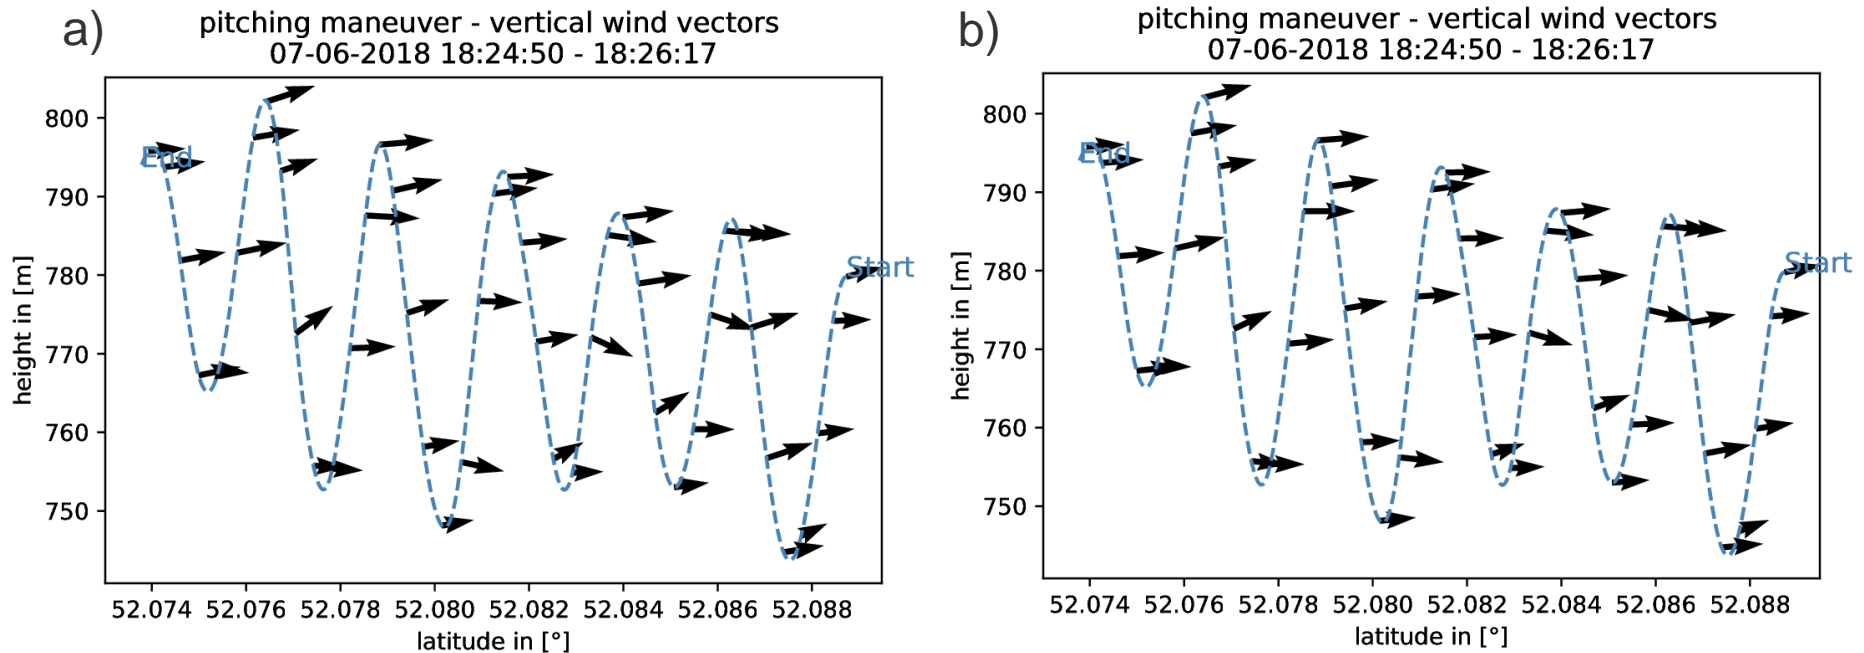 a)
pitching maneuver - vertical wind vectors
07-06-2018 18:24:50 - 18:26:17
height in [m]
800
790
780
770
760
750
End
Start
52.074 52.076 52.078 52.080 52.082 52.084 52.086 52.088
latitude in [°]
b)
pitching maneuver - vertical wind vectors
07-06-2018 18:24:50 - 18:26:17
height in [m]
800
790
780
770
760
750
End
Start
52.074 52.076 52.078 52.080 52.082 52.084 52.086 52.088
latitude in [°]